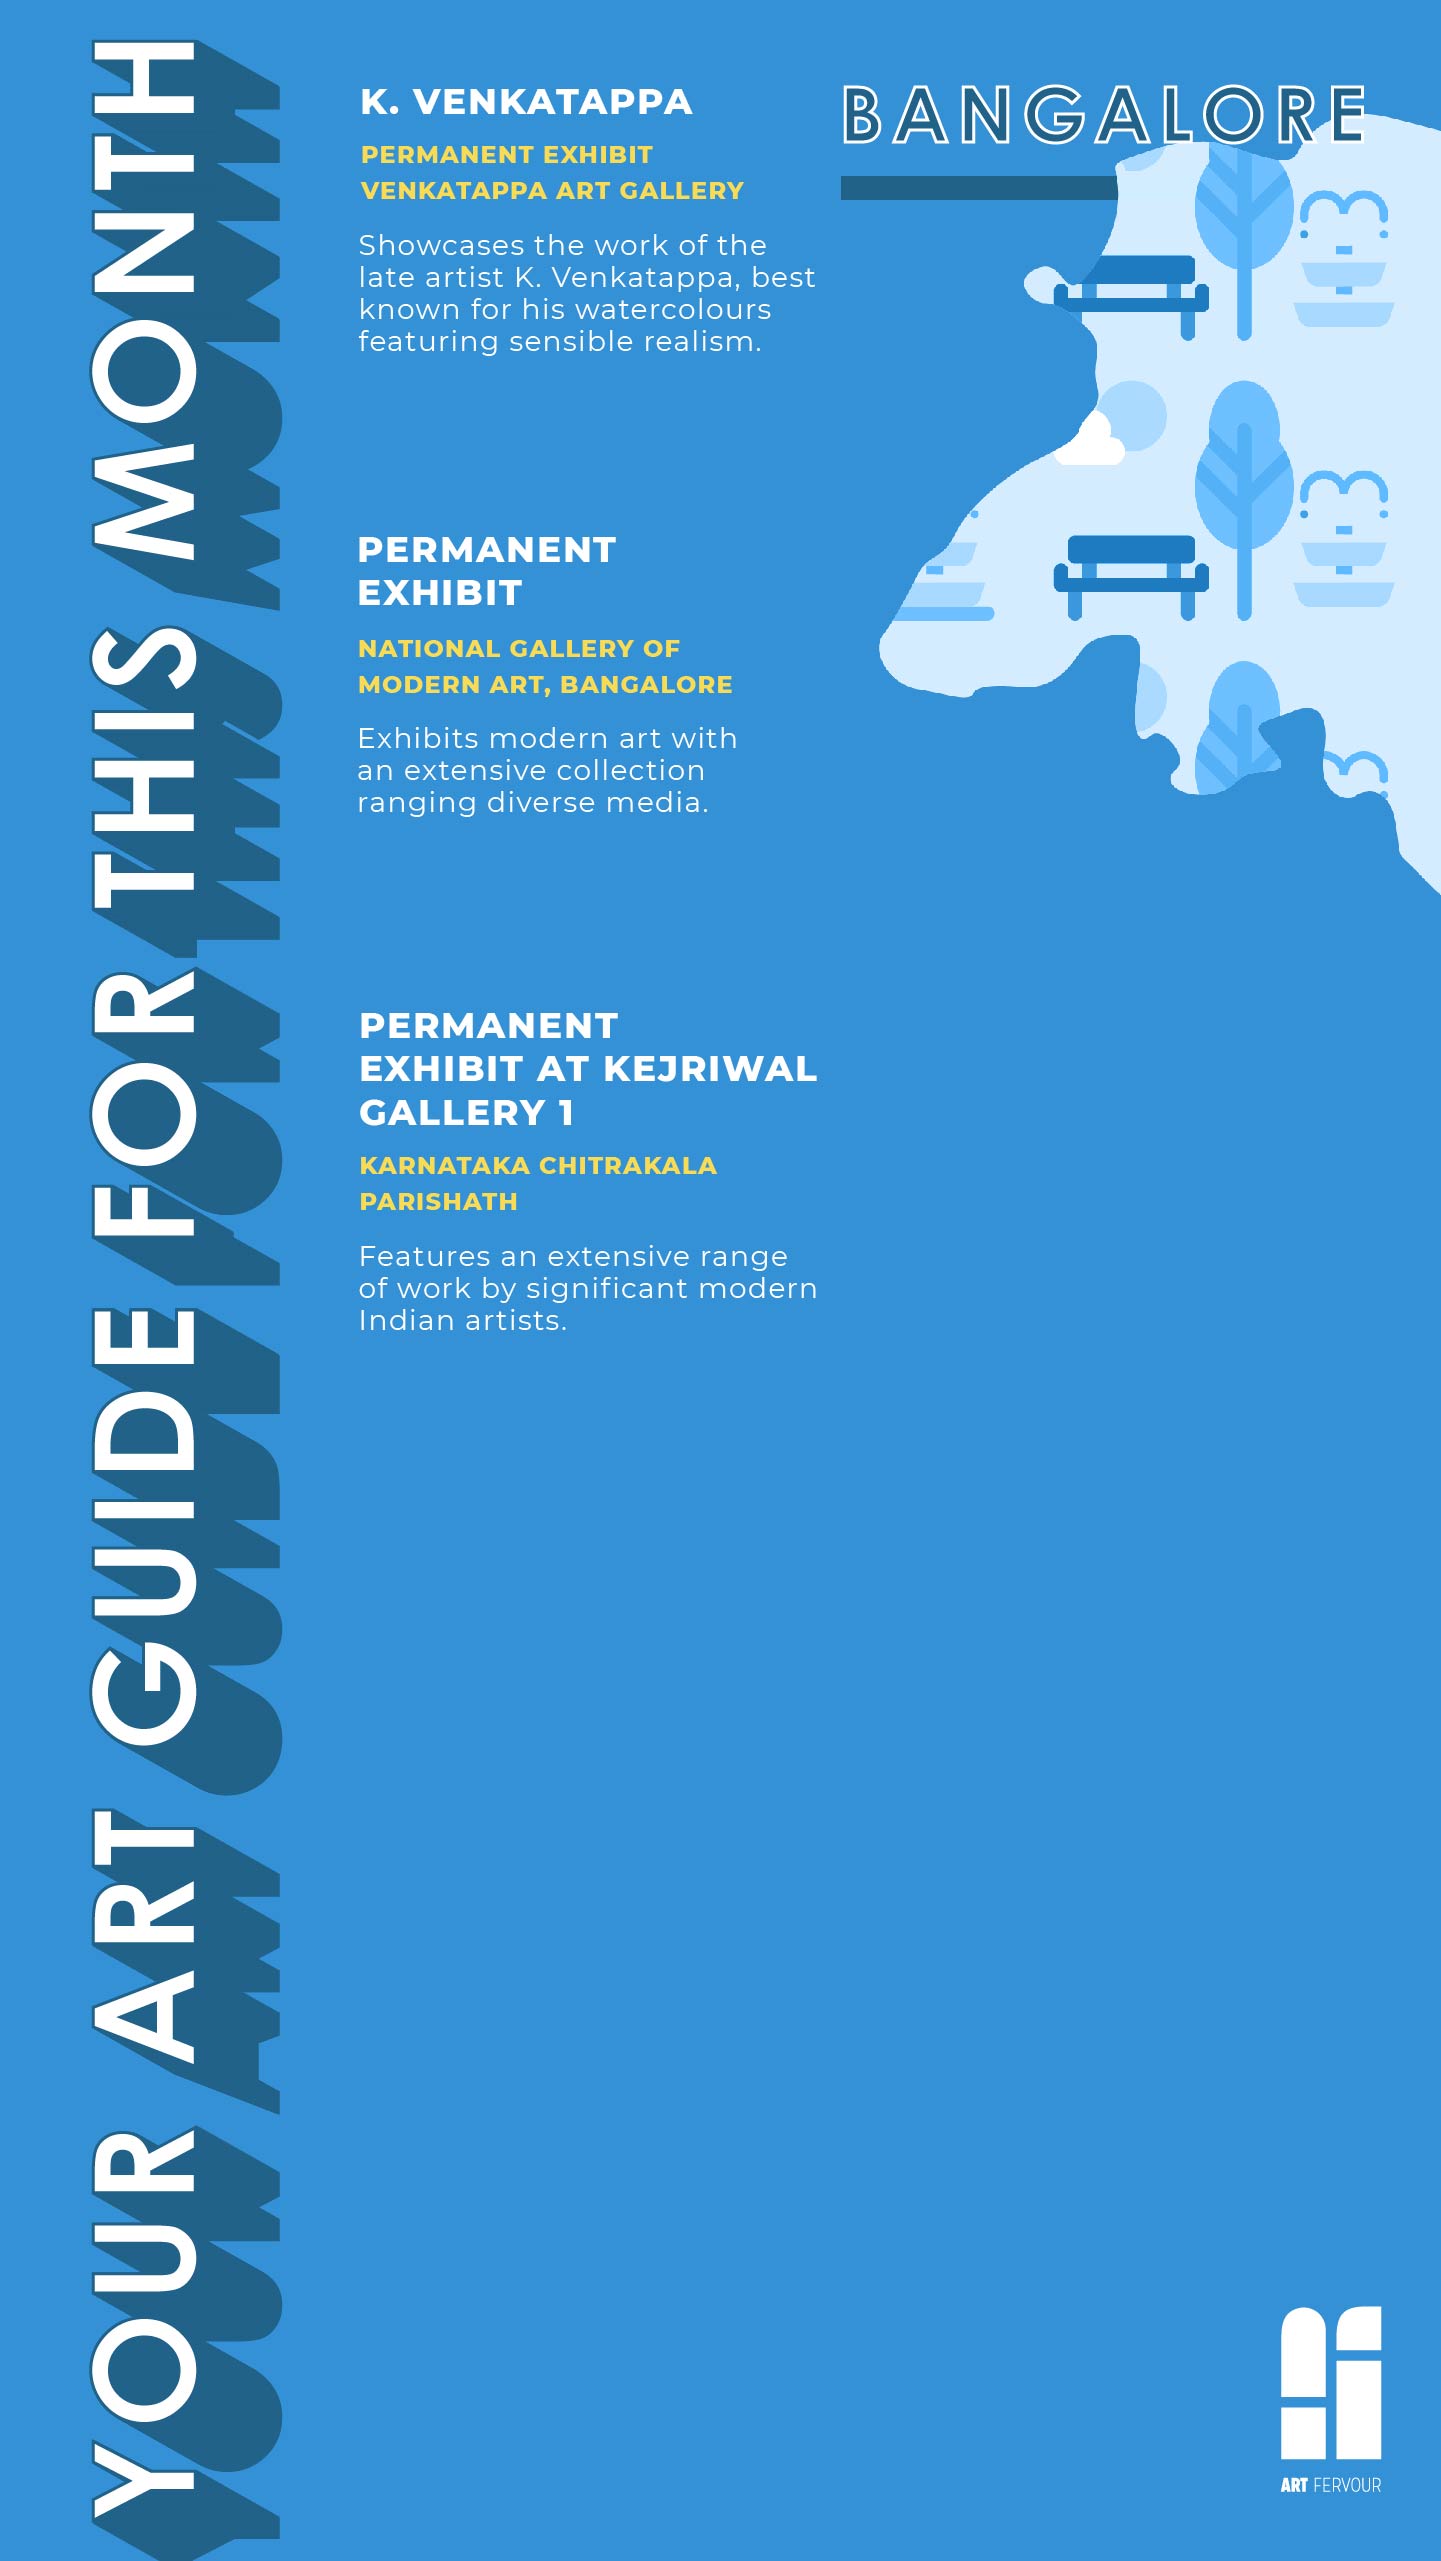 YOUR ART GUIDE FOR THIS MONTH
BANGALORE
K. VENKATAPPA
PERMANENT EXHIBIT
VENKATAPPA ART GALLERY
Showcases the work of the
late artist K. Venkatappa, best
known for his watercolours
featuring sensible realism.
PERMANENT
EXHIBIT
NATIONAL GALLERY OF
MODERN ART, BANGALORE
Exhibits modern art with
an extensive collection
ranging diverse media.
PERMANENT
EXHIBIT AT KEJRIWAL
GALLERY 1
KARNATAKA CHITRAKALA
PARISHATH
Features an extensive range
of work by significant modern
Indian artists.
ART FERVOUR